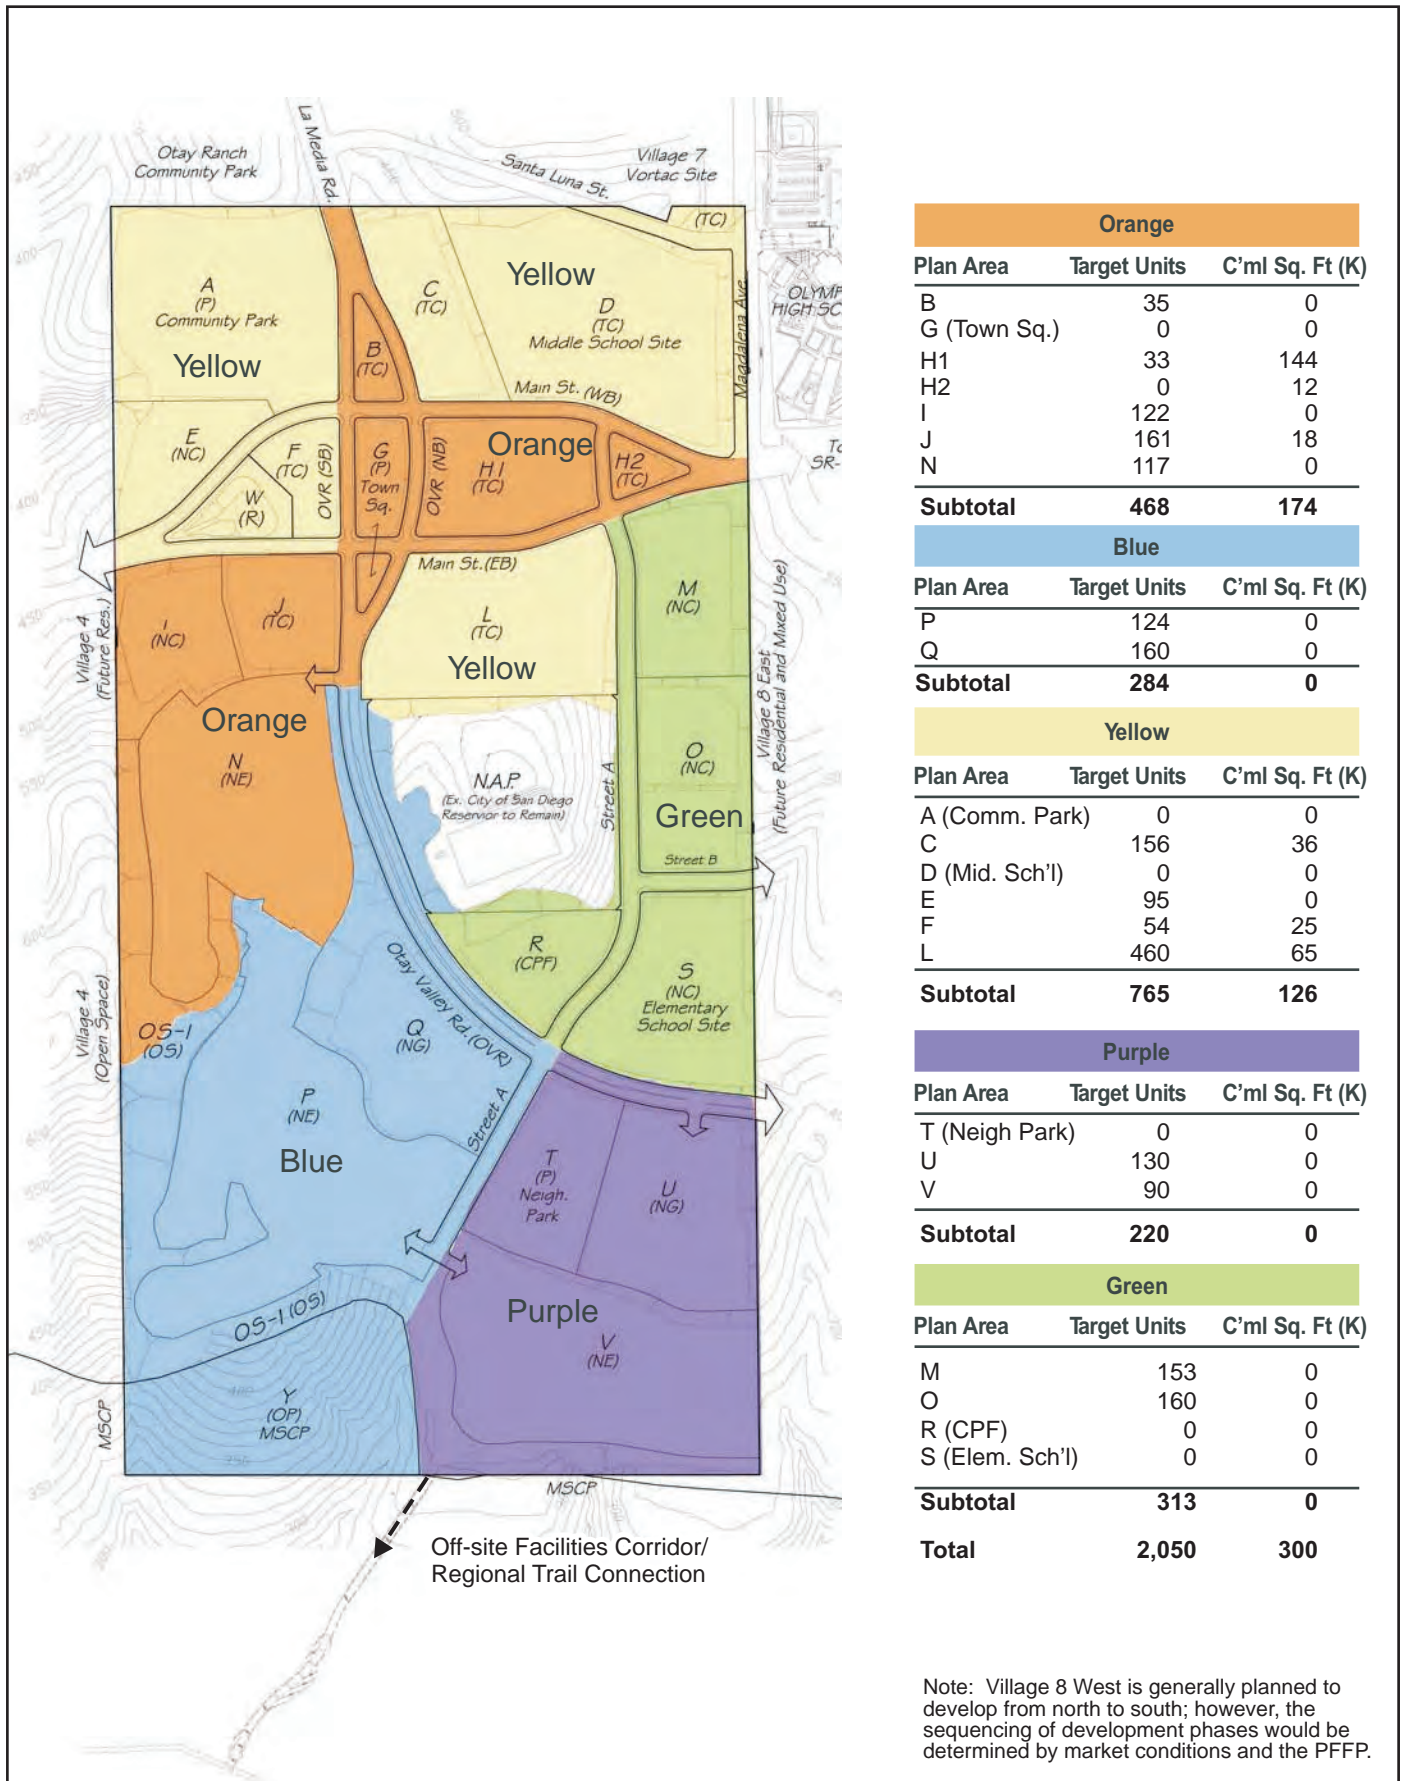 La Media Rd.
Otay Ranch
Community Park
Santa Luna St.
Village 7
Vortac Site
(TC)
A
(P)
Community Park
Yellow
C
(TC)
Yellow
D
(TC)
Middle School Site
Magdalena Ave.
B
(TC)
Main St. (WB)
E
(NC)
F
(TC)
W
(R)
OVR (SB)
G
(P)
Town
Sq.
OVR (NB)
Orange
H1
(TC)
H2
(TC)
Main St. (EB)
I
(NC)
J
(TC)
L
(TC)
Yellow
M
(NC)
Village 4
(Future Res.)
Village 8 East
(Future Residential and Mixed Use)
Orange
N
(NE)
N.A.P.
(Ex. City of San Diego
Reservior to Remain)
Street A
O
(NC)
Green
Street B
R
(CPF)
S
(NC)
Elementary
School Site
Village 4
(Open Space)
OS-1
(OS)
Q
(NG)
Otay Valley Rd. (OVR)
P
(NE)
Blue
Street A
T
(P)
Neigh.
Park
U
(NG)
Purple
V
(NE)
OS-1 (OS)
Y
(OP)
MSCP
MSCP
MSCP
Off-site Facilities Corridor/
Regional Trail Connection
Orange
Plan Area Target Units C'ml Sq. Ft (K)
B 35 0
G (Town Sq.) 0 0
H1 33 144
H2 0 12
I 122 0
J 161 18
N 117 0
Subtotal 468 174
Blue
Plan Area Target Units C'ml Sq. Ft (K)
P 124 0
Q 160 0
Subtotal 284 0
Yellow
Plan Area Target Units C'ml Sq. Ft (K)
A (Comm. Park) 0 0
C 156 36
D (Mid. Sch'l) 0 0
E 95 0
F 54 25
L 460 65
Subtotal 765 126
Purple
Plan Area Target Units C'ml Sq. Ft (K)
T (Neigh Park) 0 0
U 130 0
V 90 0
Subtotal 220 0
Green
Plan Area Target Units C'ml Sq. Ft (K)
M 153 0
O 160 0
R (CPF) 0 0
S (Elem. Sch'l) 0 0
Subtotal 313 0
Total 2,050 300
Note: Village 8 West is generally planned to
develop from north to south; however, the
sequencing of development phases would be
determined by market conditions and the PFFP.